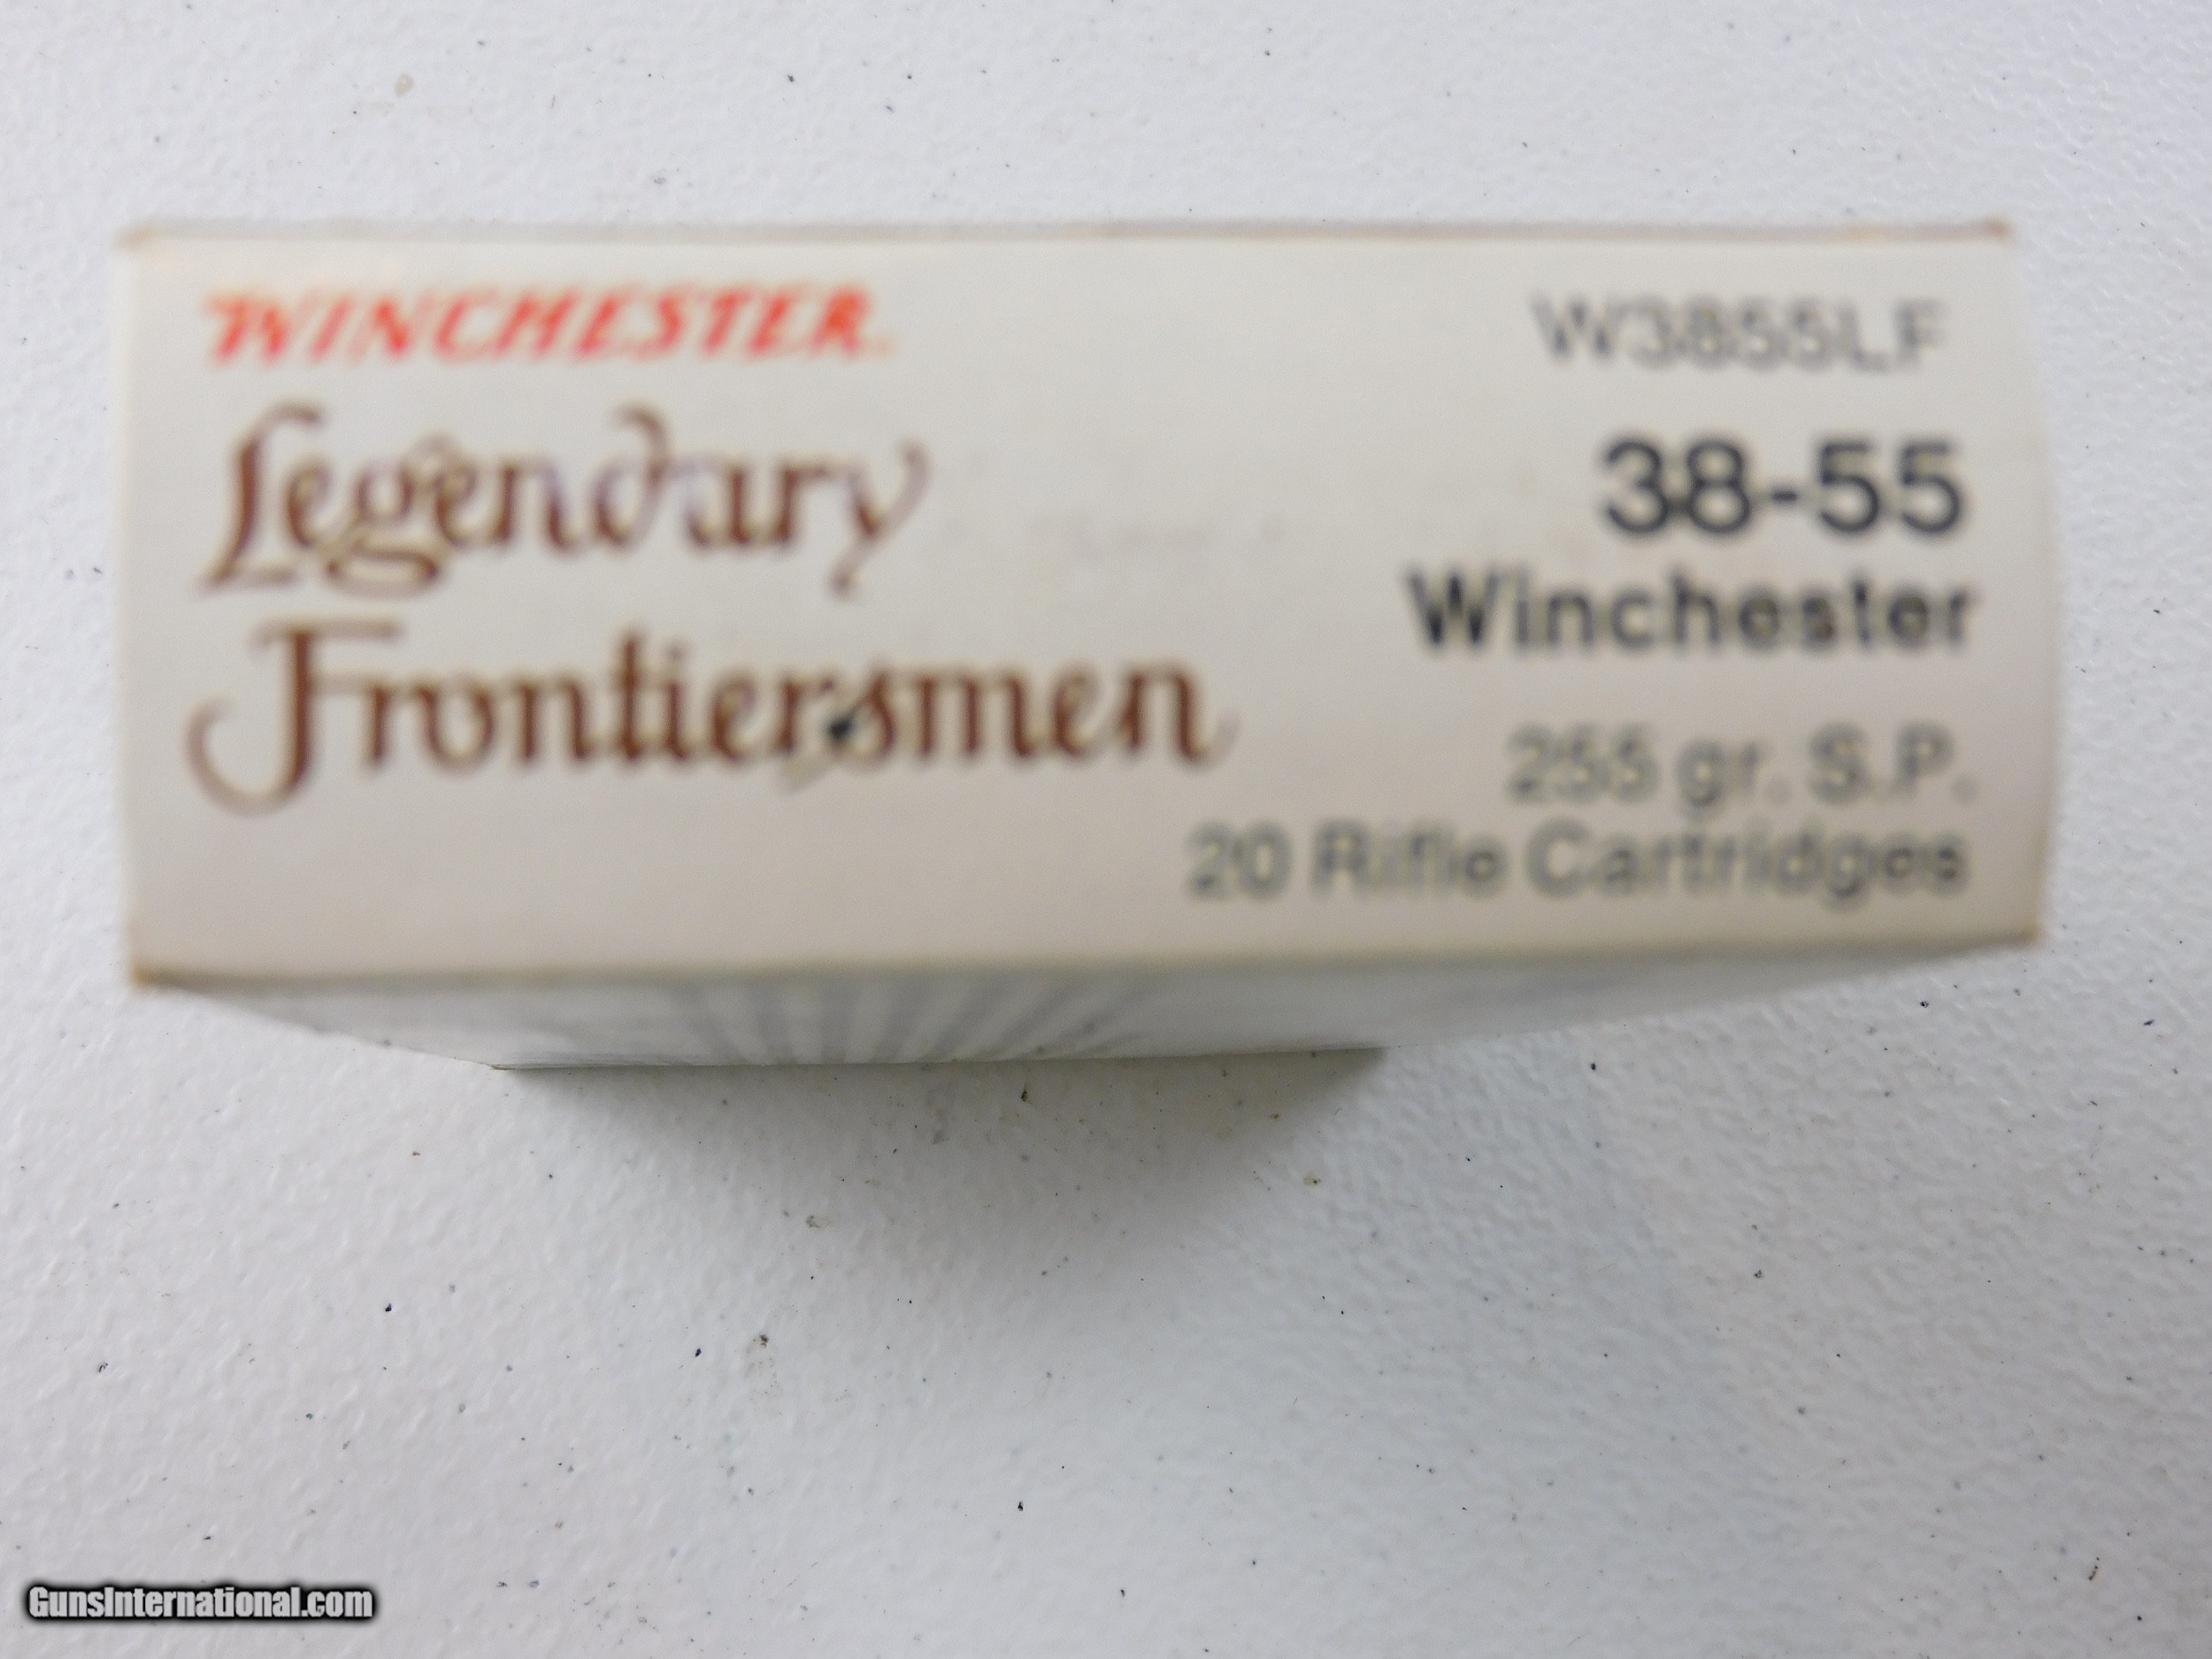 WINCHESTER
Legendary
Frontiersmen
W3855LF
38-55
Winchester
255 gr. S.P.
20 Rifle Cartridges
GunsInternational.com